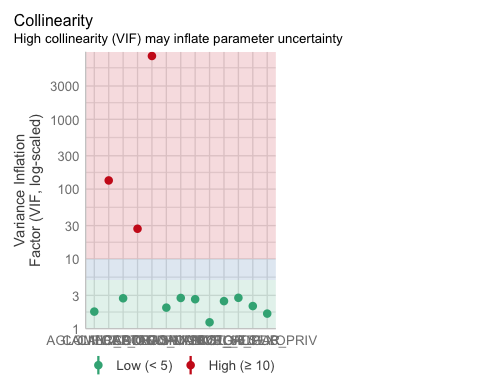 Collinearity
High collinearity (VIF) may inflate parameter uncertainty
Variance Inflation
Factor (VIF, log-scaled)
3000
1000
300
100
30
10
3
1
Low (< 5)
High (≥ 10)